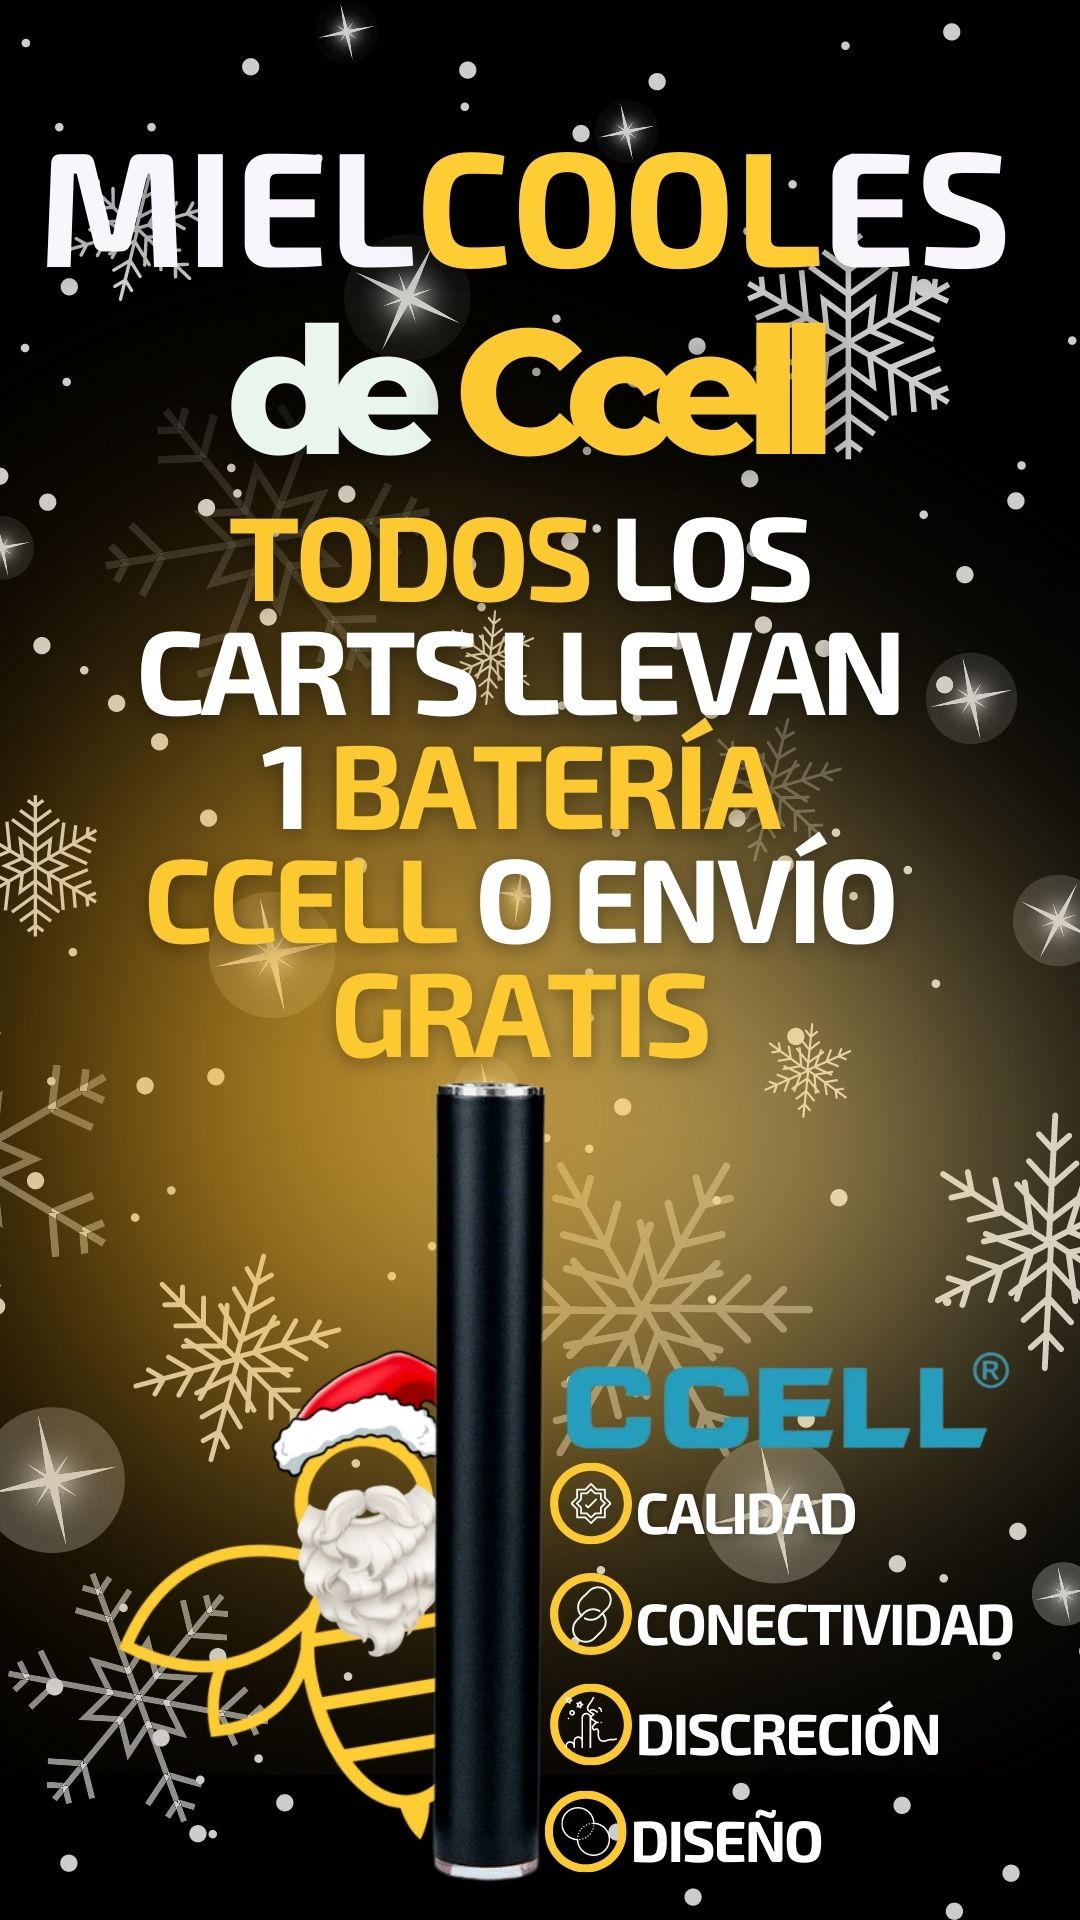 MIELCOOLES
de Ccell
TODOS LOS
CARTS LLEVAN
1 BATERÍA
CCELL O ENVÍO
GRATIS
CCELL®
CALIDAD
CONECTIVIDAD
DISCRECIÓN
DISEÑO